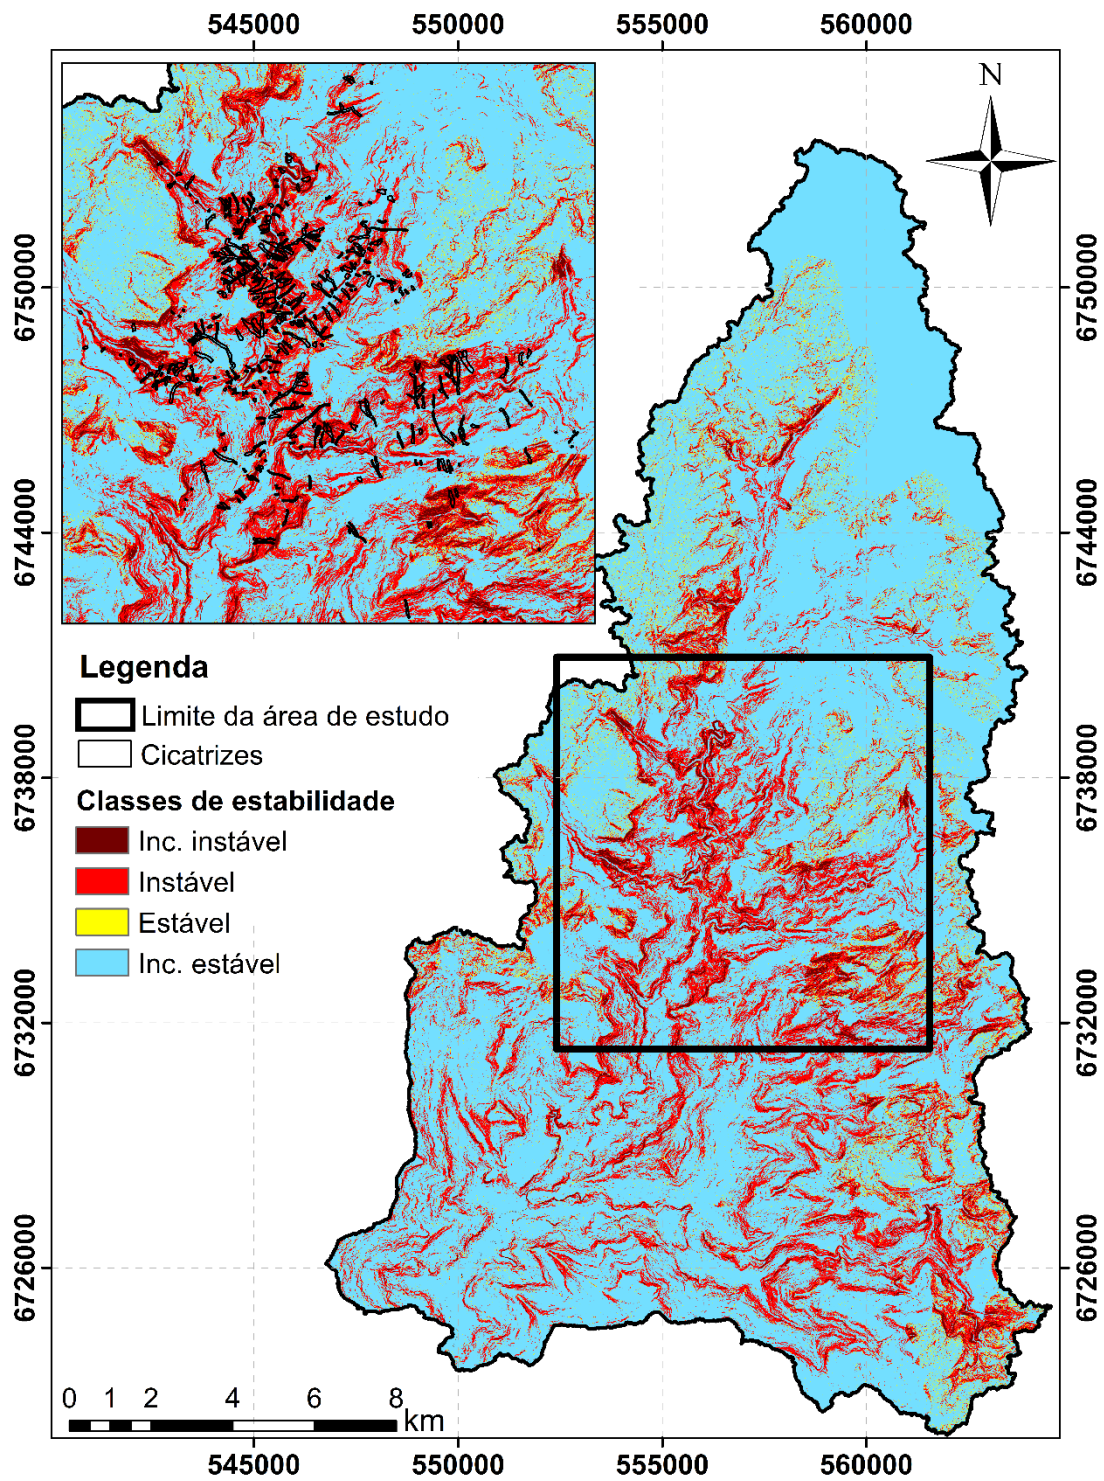 545000 550000 555000 560000
N
6750000 6750000
6744000 6744000
Legenda
Limite da área de estudo
Cicatrizes
6738000 6738000
Classes de estabilidade
Inc. instável
Instável
Estável
Inc. estável
6732000 6732000
6726000 6726000
0 1 2 4 6 8
km
545000 550000 555000 560000